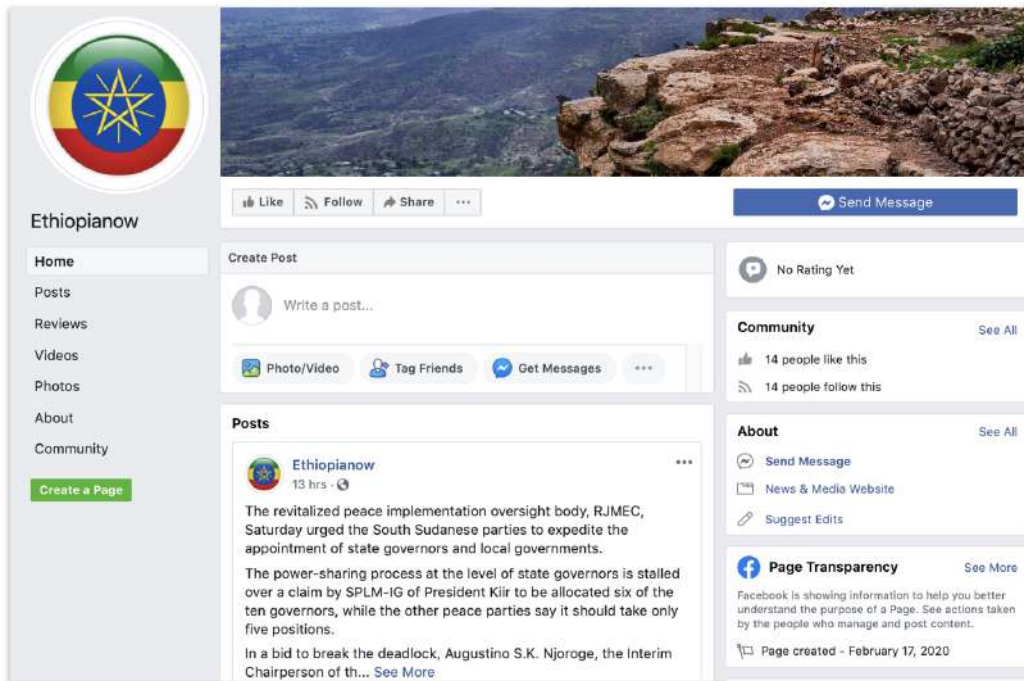 Ethiopianow
Home
Posts
Reviews
Videos
Photos
About
Community
Create a Page
Like
Follow
Share
Send Message
Create Post
Write a post...
Photo/Video
Tag Friends
Get Messages
Posts
Ethiopianow
13 hrs ·
The revitalized peace implementation oversight body, RJMEC,
Saturday urged the South Sudanese parties to expedite the
appointment of state governors and local governments.
The power-sharing process at the level of state governors is stalled
over a claim by SPLM-IG of President Kiir to be allocated six of the
ten governors, while the other peace parties say it should take only
five positions.
In a bid to break the deadlock, Augustino S.K. Njoroge, the Interim
Chairperson of th... See More
No Rating Yet
Community See All
14 people like this
14 people follow this
About See All
Send Message
News & Media Website
Suggest Edits
Page Transparency See More
Facebook is showing information to help you better
understand the purpose of a Page. See actions taken
by the people who manage and post content.
Page created - February 17, 2020